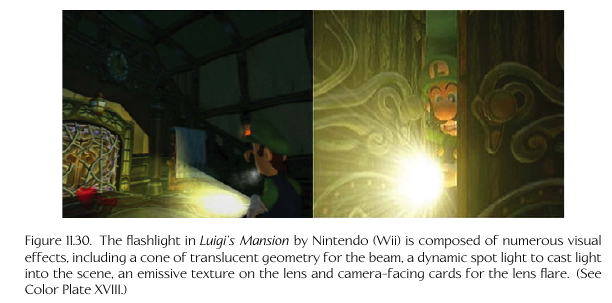 Figure 11.30. The flashlight in Luigi's Mansion by Nintendo (Wii) is composed of numerous visual
effects, including a cone of translucent geometry for the beam, a dynamic spot light to cast light
into the scene, an emissive texture on the lens and camera-facing cards for the lens flare. (See
Color Plate XVIII.)